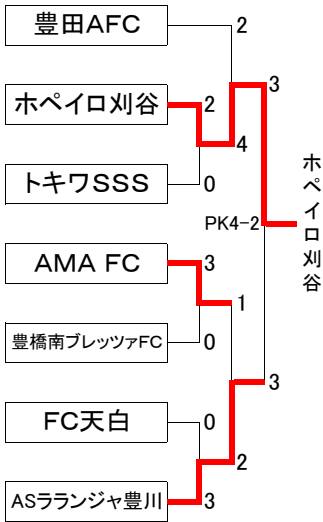 豊田AFC
2
3
ホペイロ刈谷
2
4
トキワSSS
0
ホペイロ刈谷
PK4-2
AMA FC
3
1
豊橋南ブレッツァFC
0
3
FC天白
0
2
ASラランジャ豊川
3